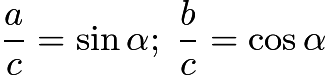 a/c = sin α; b/c = cos α